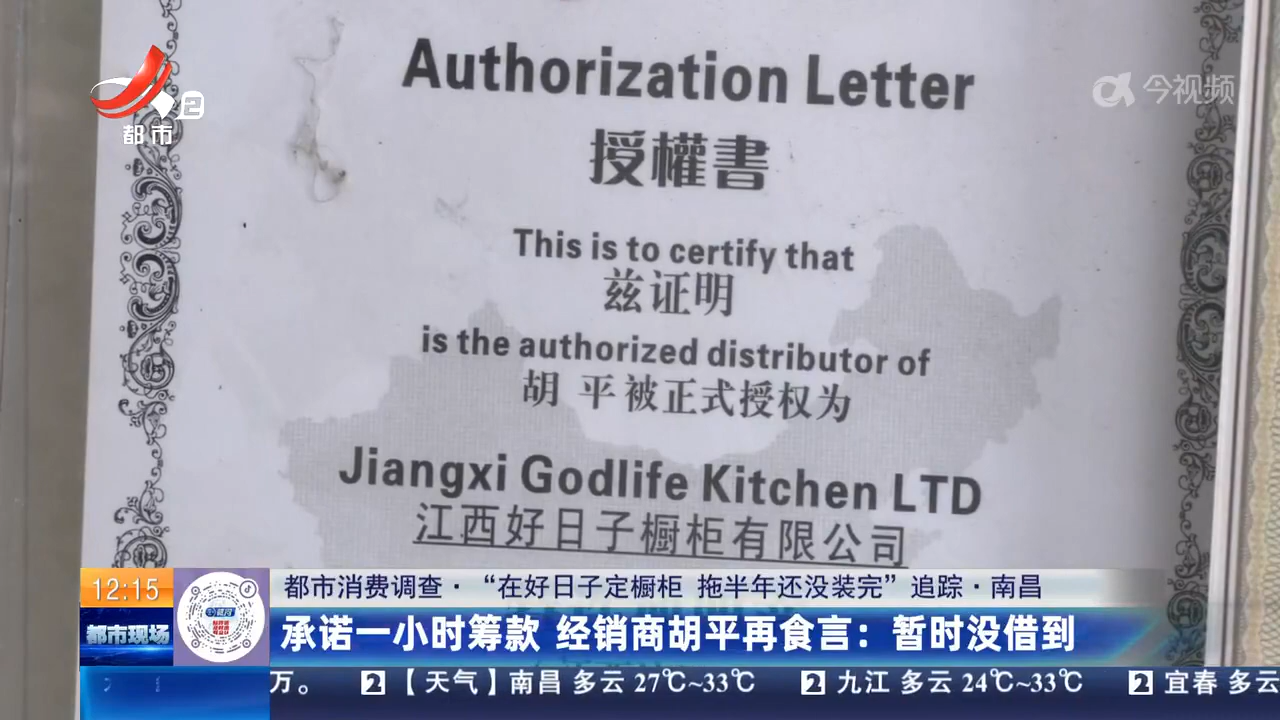 Authorization Letter
2
都市
今视频
授權書
This is to certify that
兹证明
is the authorized distributor of
胡 平被正式授权为
Jiangxi Godlife Kitchen LTD
江西好日子橱柜有限公司
12:15
都市消费调查·“在好日子定橱柜 拖半年还没装完”追踪·南昌
都市现场
承诺一小时筹款 经销商胡平再食言：暂时没借到
万。 2【天气】南昌 多云 27℃~33℃ 2 九江 多云 24℃~33℃ 2 宜春 多云